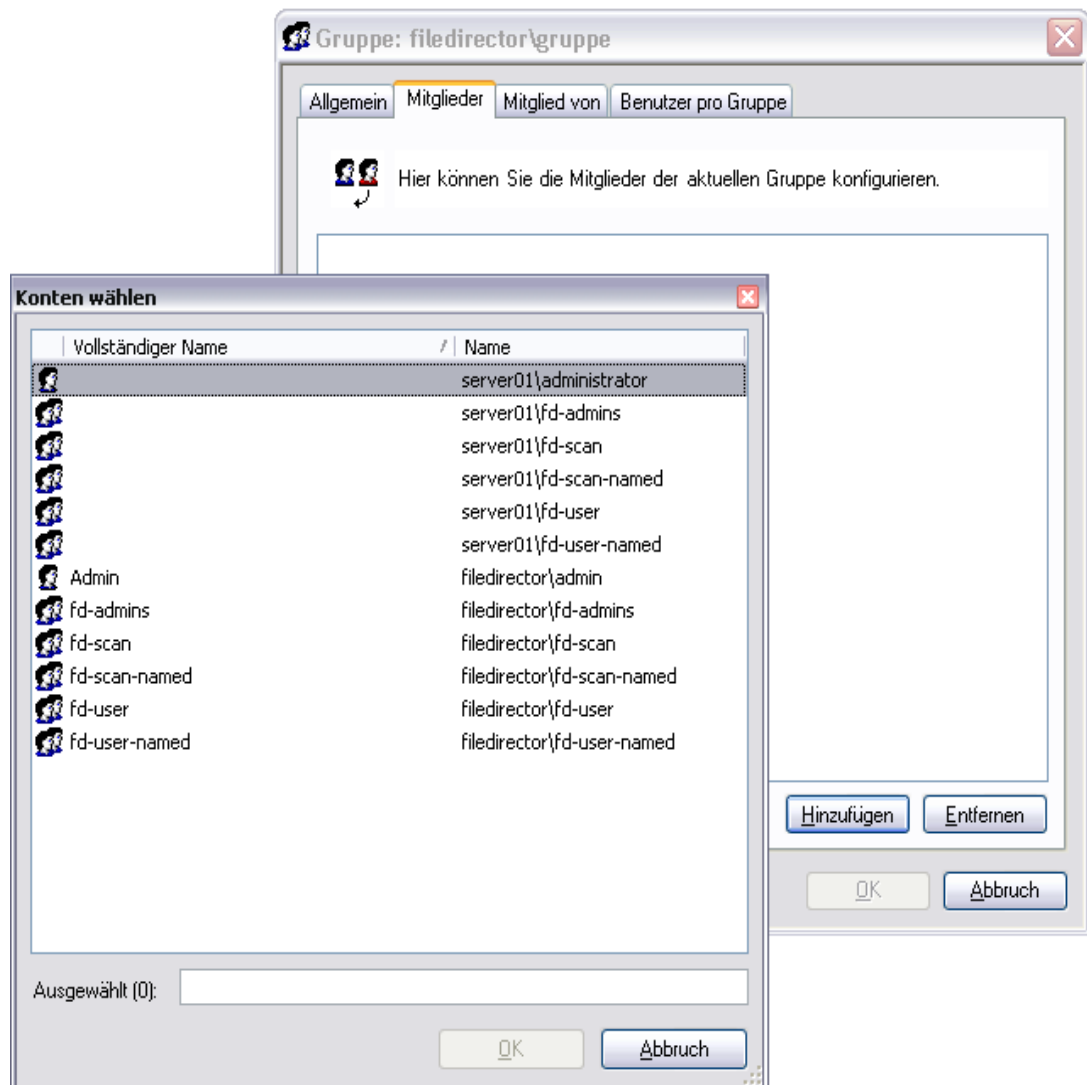 Gruppe: filedirector\gruppe
Allgemein Mitglieder Mitglied von Benutzer pro Gruppe
Hier können Sie die Mitglieder der aktuellen Gruppe konfigurieren.
Hinzufügen Entfernen
OK Abbruch
Konten wählen
Vollständiger Name / Name
server01\administrator
server01\fd-admins
server01\fd-scan
server01\fd-scan-named
server01\fd-user
server01\fd-user-named
Admin filedirector\admin
fd-admins filedirector\fd-admins
fd-scan filedirector\fd-scan
fd-scan-named filedirector\fd-scan-named
fd-user filedirector\fd-user
fd-user-named filedirector\fd-user-named
Ausgewählt (0):
OK Abbruch